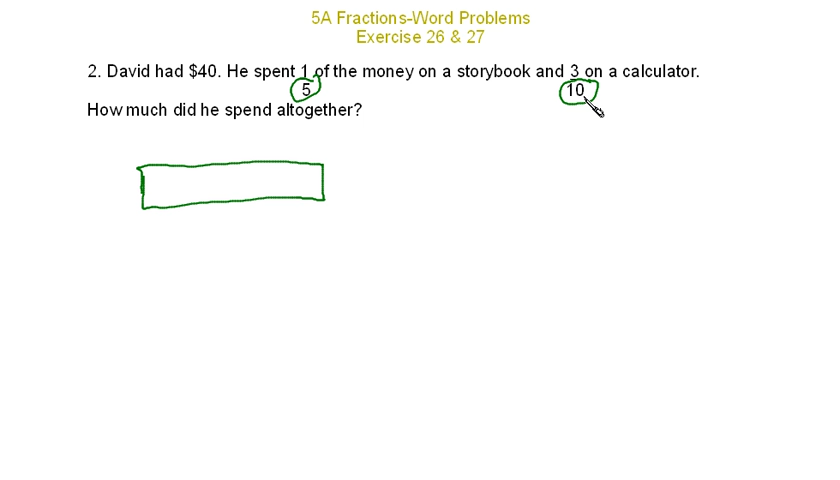 5A Fractions-Word Problems
Exercise 26 & 27
2. David had $40. He spent 1 of the money on a storybook and 3 on a calculator.
5 10
How much did he spend altogether?